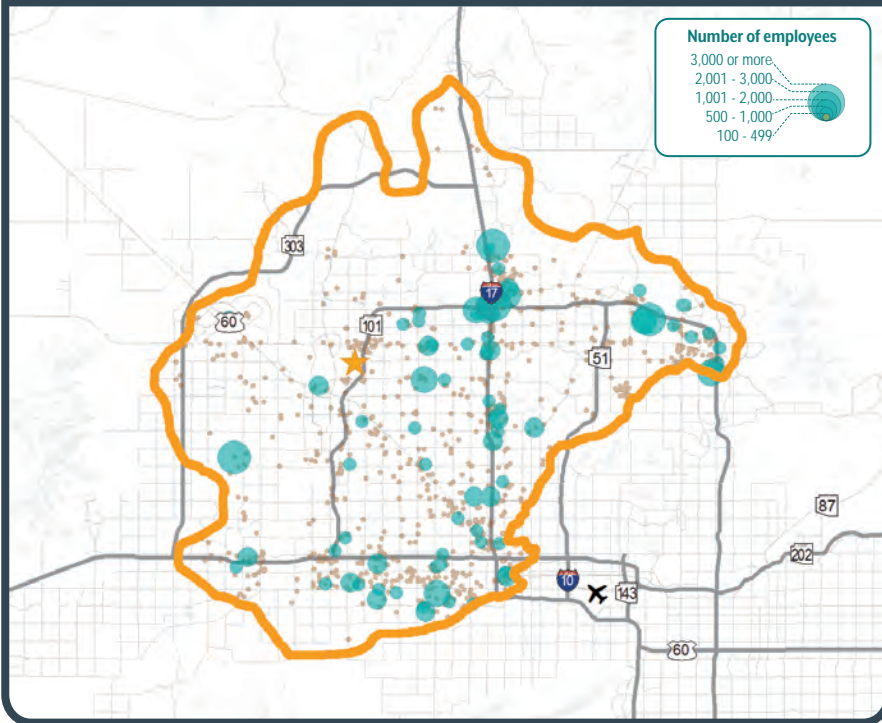 Number of employees
3,000 or more
2,001 - 3,000
1,001 - 2,000
500 - 1,000
100 - 499
303
17
60
101
51
87
202
10
143
60